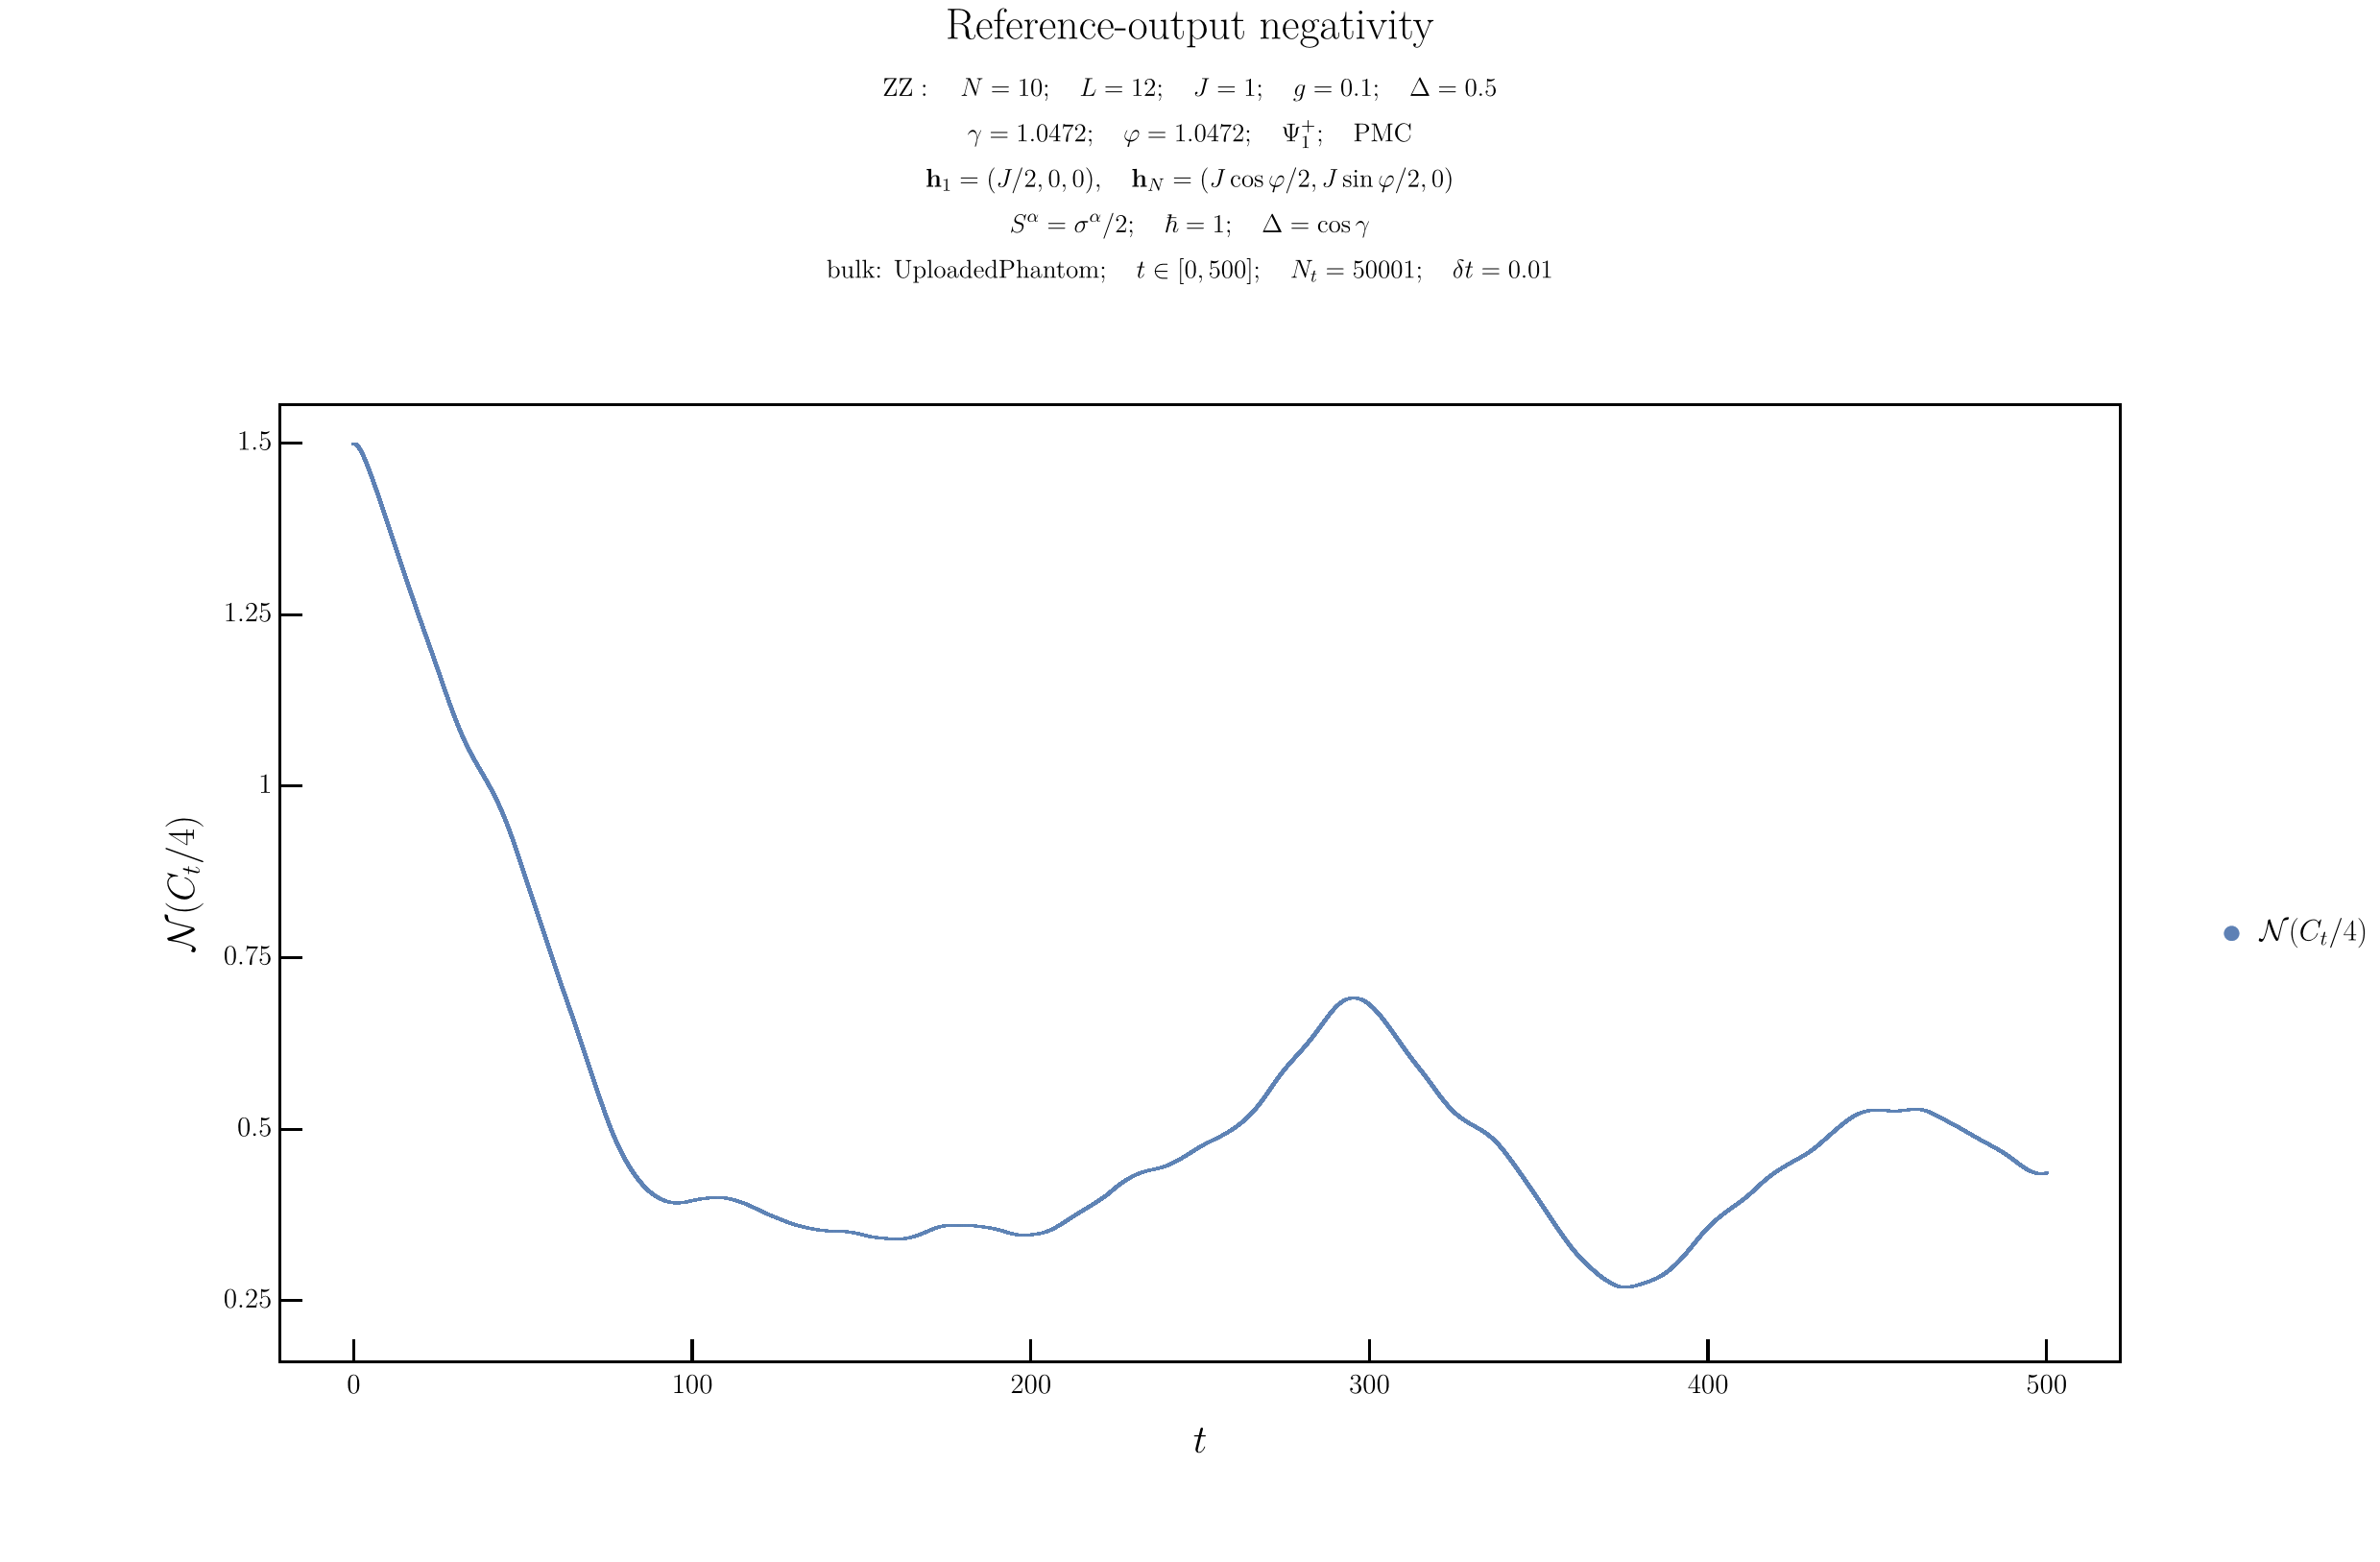 Reference-output negativity
ZZ : N = 10; L = 12; J = 1; g = 0.1; Δ = 0.5
γ = 1.0472; φ = 1.0472; Ψ₁⁺; PMC
𝐡₁ = (J/2, 0, 0), 𝐡_N = (J cos φ/2, J sin φ/2, 0)
S^α = σ^α/2; ℏ = 1; Δ = cos γ
bulk: UploadedPhantom; t ∈ [0, 500]; N_t = 50001; δt = 0.01
𝒩(C_t/4)
1.5
1.25
1
0.75
0.5
0.25
0 100 200 300 400 500
t
𝒩(C_t/4)